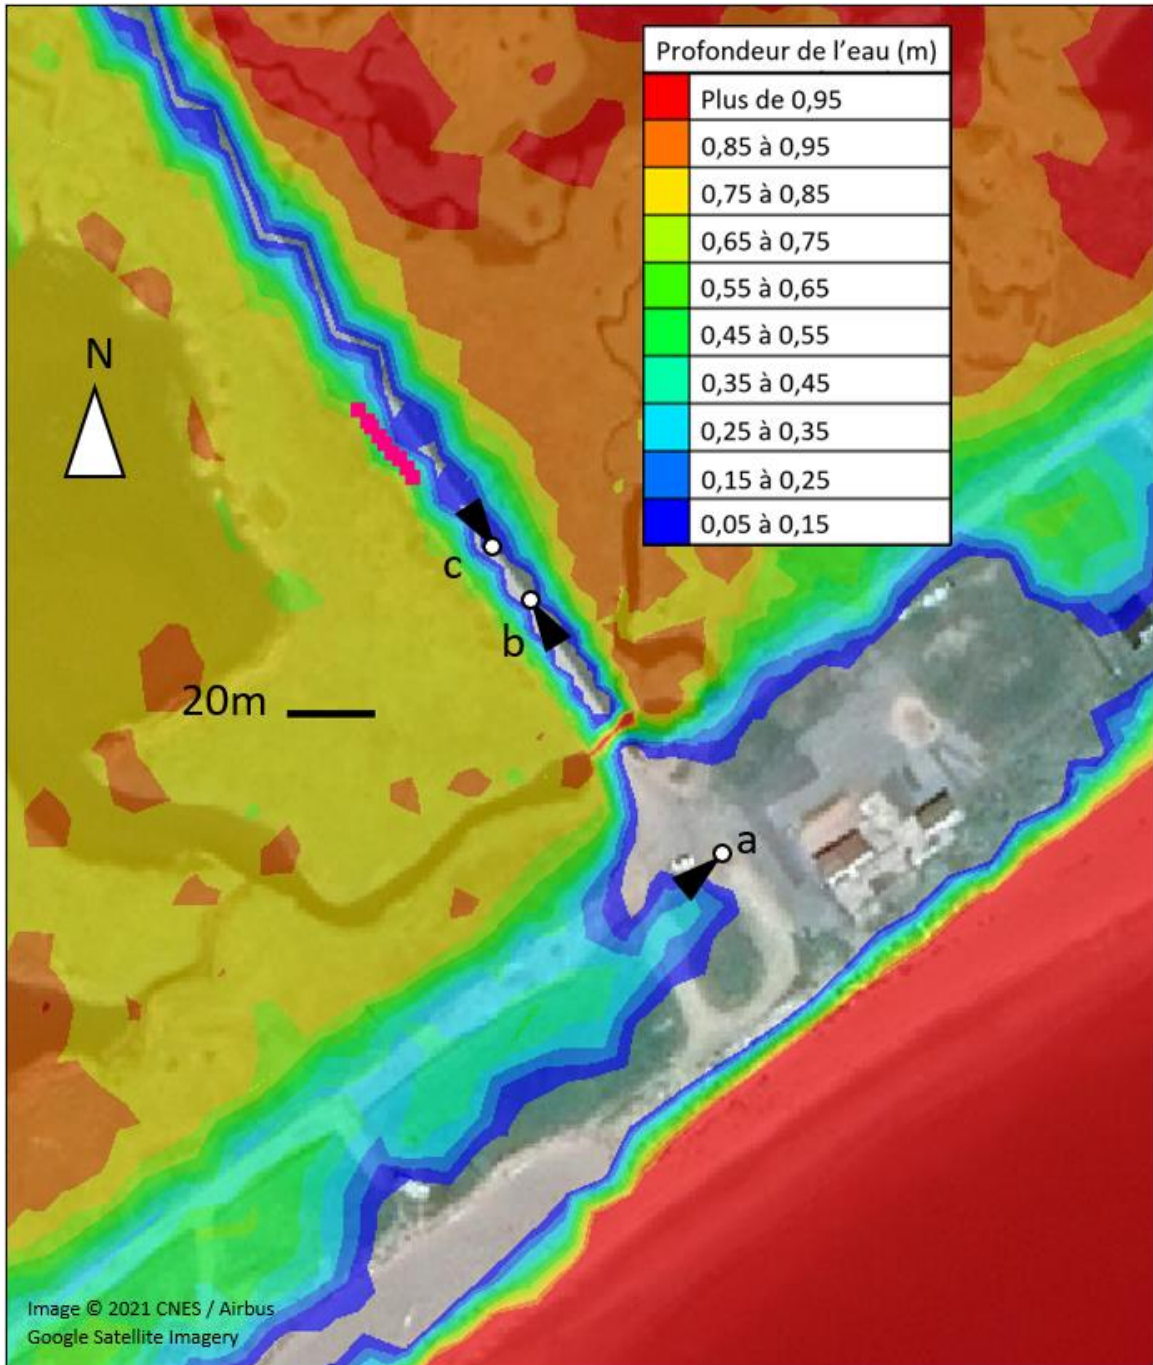 Profondeur de l’eau (m)
Plus de 0,95
0,85 à 0,95
0,75 à 0,85
0,65 à 0,75
0,55 à 0,65
0,45 à 0,55
0,35 à 0,45
0,25 à 0,35
0,15 à 0,25
0,05 à 0,15
N
c
b
20m
a
Image © 2021 CNES / Airbus
Google Satellite Imagery